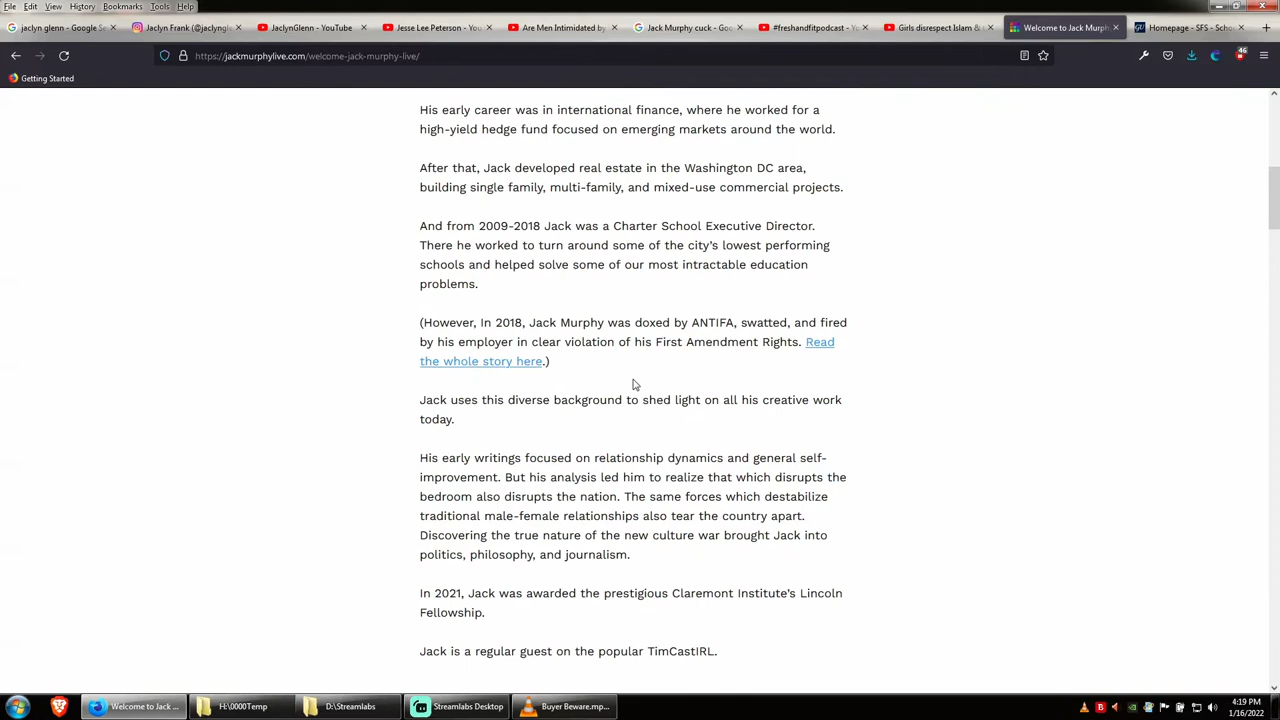 File Edit View History Bookmarks Tools Help
jaclyn glenn - Google Se
Jaclyn Frank (@jaclyngle
JaclynGlenn - YouTube
Jesse Lee Peterson - You
Are Men Intimidated by
Jack Murphy cuck - Goo
#freshandfitpodcast - Yo
Girls disrespect Islam &
Welcome to Jack Murphy
Homepage - SFS - Scho
https://jackmurphylive.com/welcome-jack-murphy-live/
46
Getting Started
His early career was in international finance, where he worked for a
high-yield hedge fund focused on emerging markets around the world.
After that, Jack developed real estate in the Washington DC area,
building single family, multi-family, and mixed-use commercial projects.
And from 2009-2018 Jack was a Charter School Executive Director.
There he worked to turn around some of the city’s lowest performing
schools and helped solve some of our most intractable education
problems.
(However, In 2018, Jack Murphy was doxed by ANTIFA, swatted, and fired
by his employer in clear violation of his First Amendment Rights. Read
the whole story here.)
Jack uses this diverse background to shed light on all his creative work
today.
His early writings focused on relationship dynamics and general self-
improvement. But his analysis led him to realize that which disrupts the
bedroom also disrupts the nation. The same forces which destabilize
traditional male-female relationships also tear the country apart.
Discovering the true nature of the new culture war brought Jack into
politics, philosophy, and journalism.
In 2021, Jack was awarded the prestigious Claremont Institute’s Lincoln
Fellowship.
Jack is a regular guest on the popular TimCastIRL.
Welcome to Jack ...
H:\0000Temp
D:\Streamlabs
Streamlabs Desktop
Buyer Beware.mp...
4:19 PM
1/16/2022